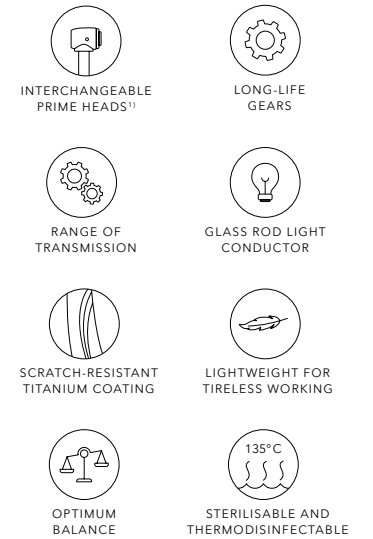 INTERCHANGEABLE
PRIME HEADS¹⁾
LONG-LIFE
GEARS
RANGE OF
TRANSMISSION
GLASS ROD LIGHT
CONDUCTOR
SCRATCH-RESISTANT
TITANIUM COATING
LIGHTWEIGHT FOR
TIRELESS WORKING
OPTIMUM
BALANCE
135°C
STERILISABLE AND
THERMODISINFECTABLE